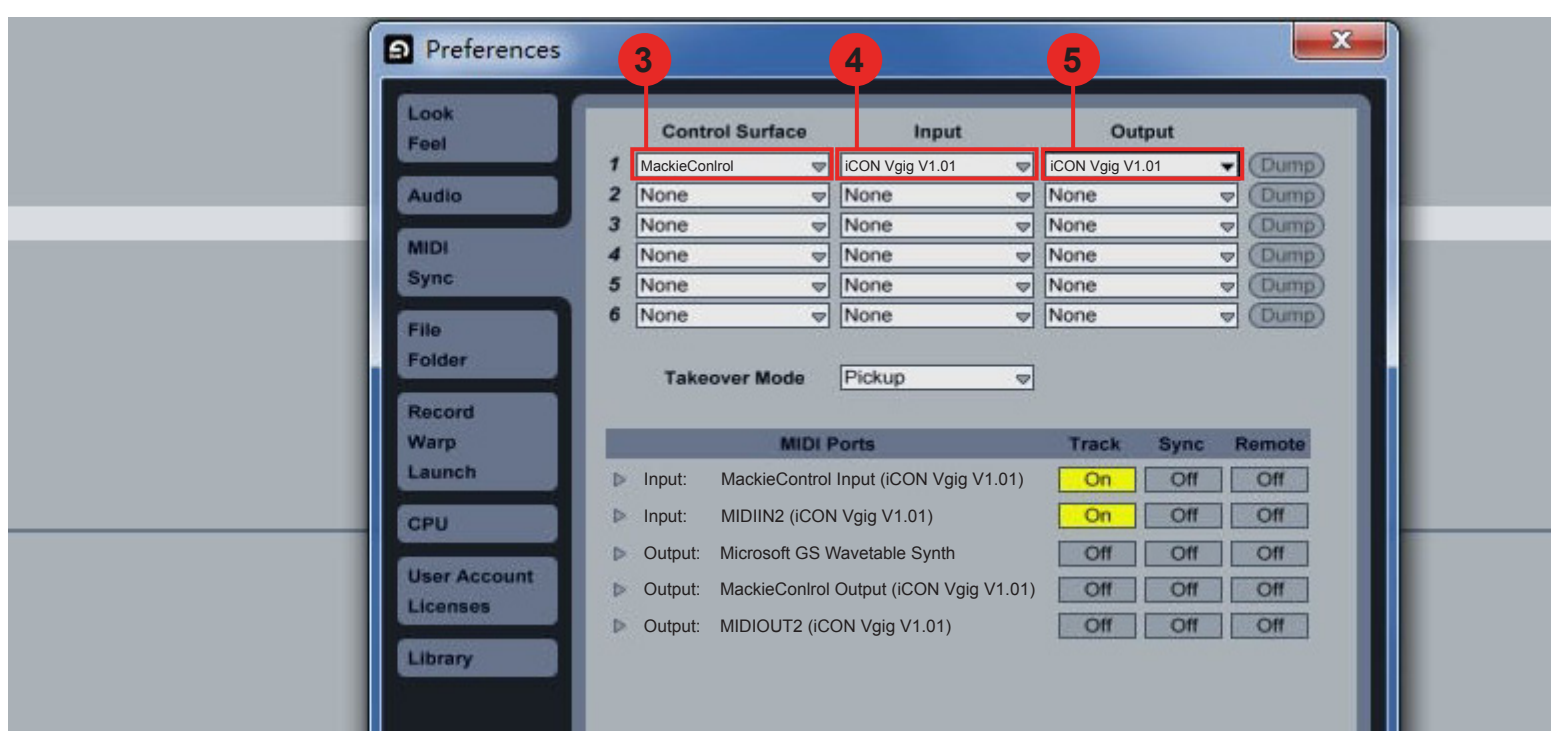 Preferences
X
3
4
5
Look
Feel
Audio
MIDI
Sync
File
Folder
Record
Warp
Launch
CPU
User Account
Licenses
Library
Control Surface Input Output
1 MackieConlrol iCON Vgig V1.01 iCON Vgig V1.01 Dump
2 None None None Dump
3 None None None Dump
4 None None None Dump
5 None None None Dump
6 None None None Dump
Takeover Mode Pickup
MIDI Ports Track Sync Remote
Input: MackieControl Input (iCON Vgig V1.01) On Off Off
Input: MIDIIN2 (iCON Vgig V1.01) On Off Off
Output: Microsoft GS Wavetable Synth Off Off Off
Output: MackieConlrol Output (iCON Vgig V1.01) Off Off Off
Output: MIDIOUT2 (iCON Vgig V1.01) Off Off Off